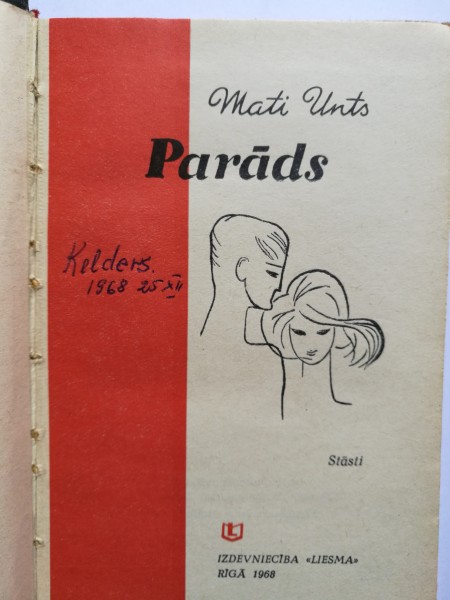 Mati Unts
Parāds
Kelders.
1968 25 XII
Stāsti
L
IZDEVNIECĪBA «LIESMA»
RĪGĀ 1968